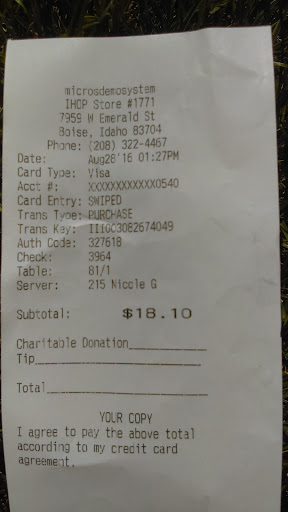 microsdemosystem
IHOP Store #1771
7959 W Emerald St
Boise, Idaho 83704
Phone: (208) 322-4467
Date: Aug28'16 01:27PM
Card Type: Visa
Acct #: XXXXXXXXXXXX0540
Card Entry: SWIPED
Trans Type: PURCHASE
Trans Key: IIIGC3082674049
Auth Code: 327618
Check: 3964
Table: 81/1
Server: 215 Nicole G
Subtotal: $18.10
Charitable Donation
Tip
Total
YOUR COPY
I agree to pay the above total
according to my credit card
agreement.